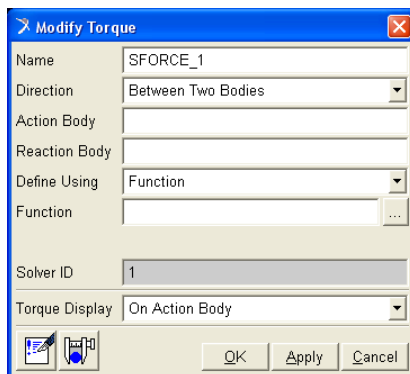 Modify Torque
Name SFORCE_1
Direction Between Two Bodies
Action Body
Reaction Body
Define Using Function
Function ...
Solver ID 1
Torque Display On Action Body
OK Apply Cancel